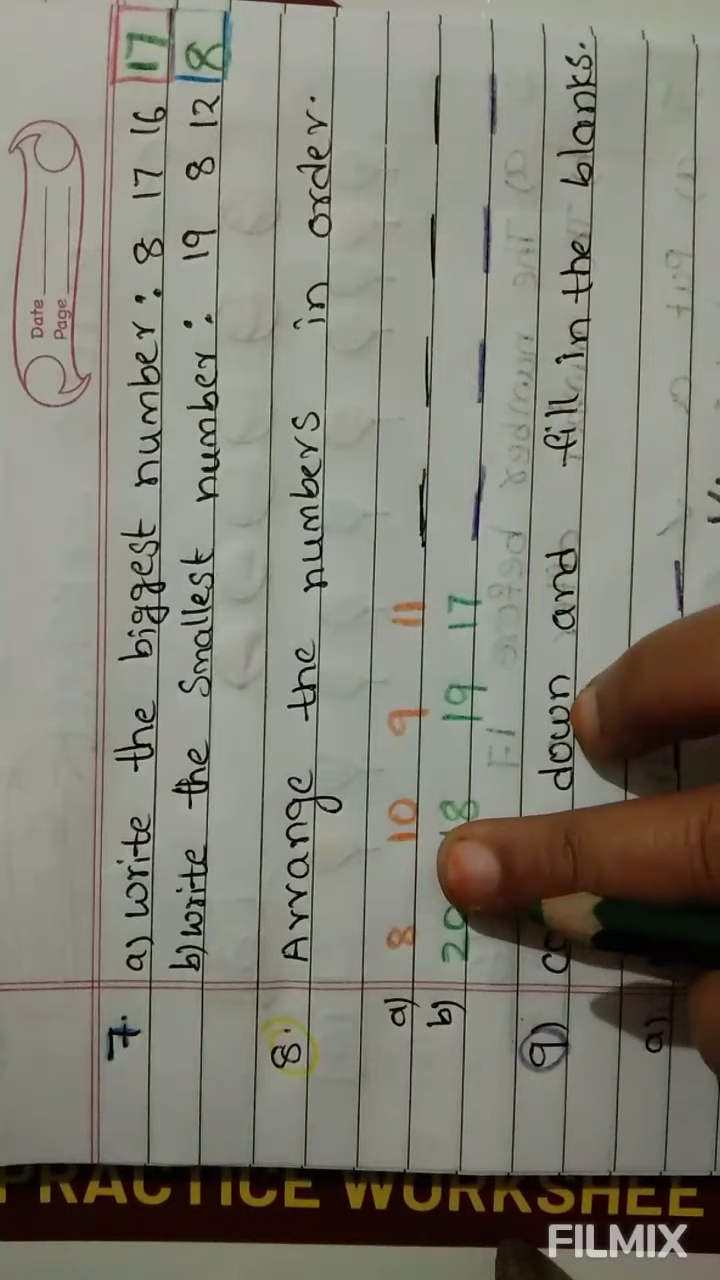 Date
Page
7. a) write the biggest number: 8 17 16 17
b) write the smallest number: 19 8 12 8
8. Arrange the numbers in order.
a) 8 10 9 11
b) 20 18 19 17
9) down and fill in the blanks.
a)
PRACTICE WORKSHEE
FILMIX